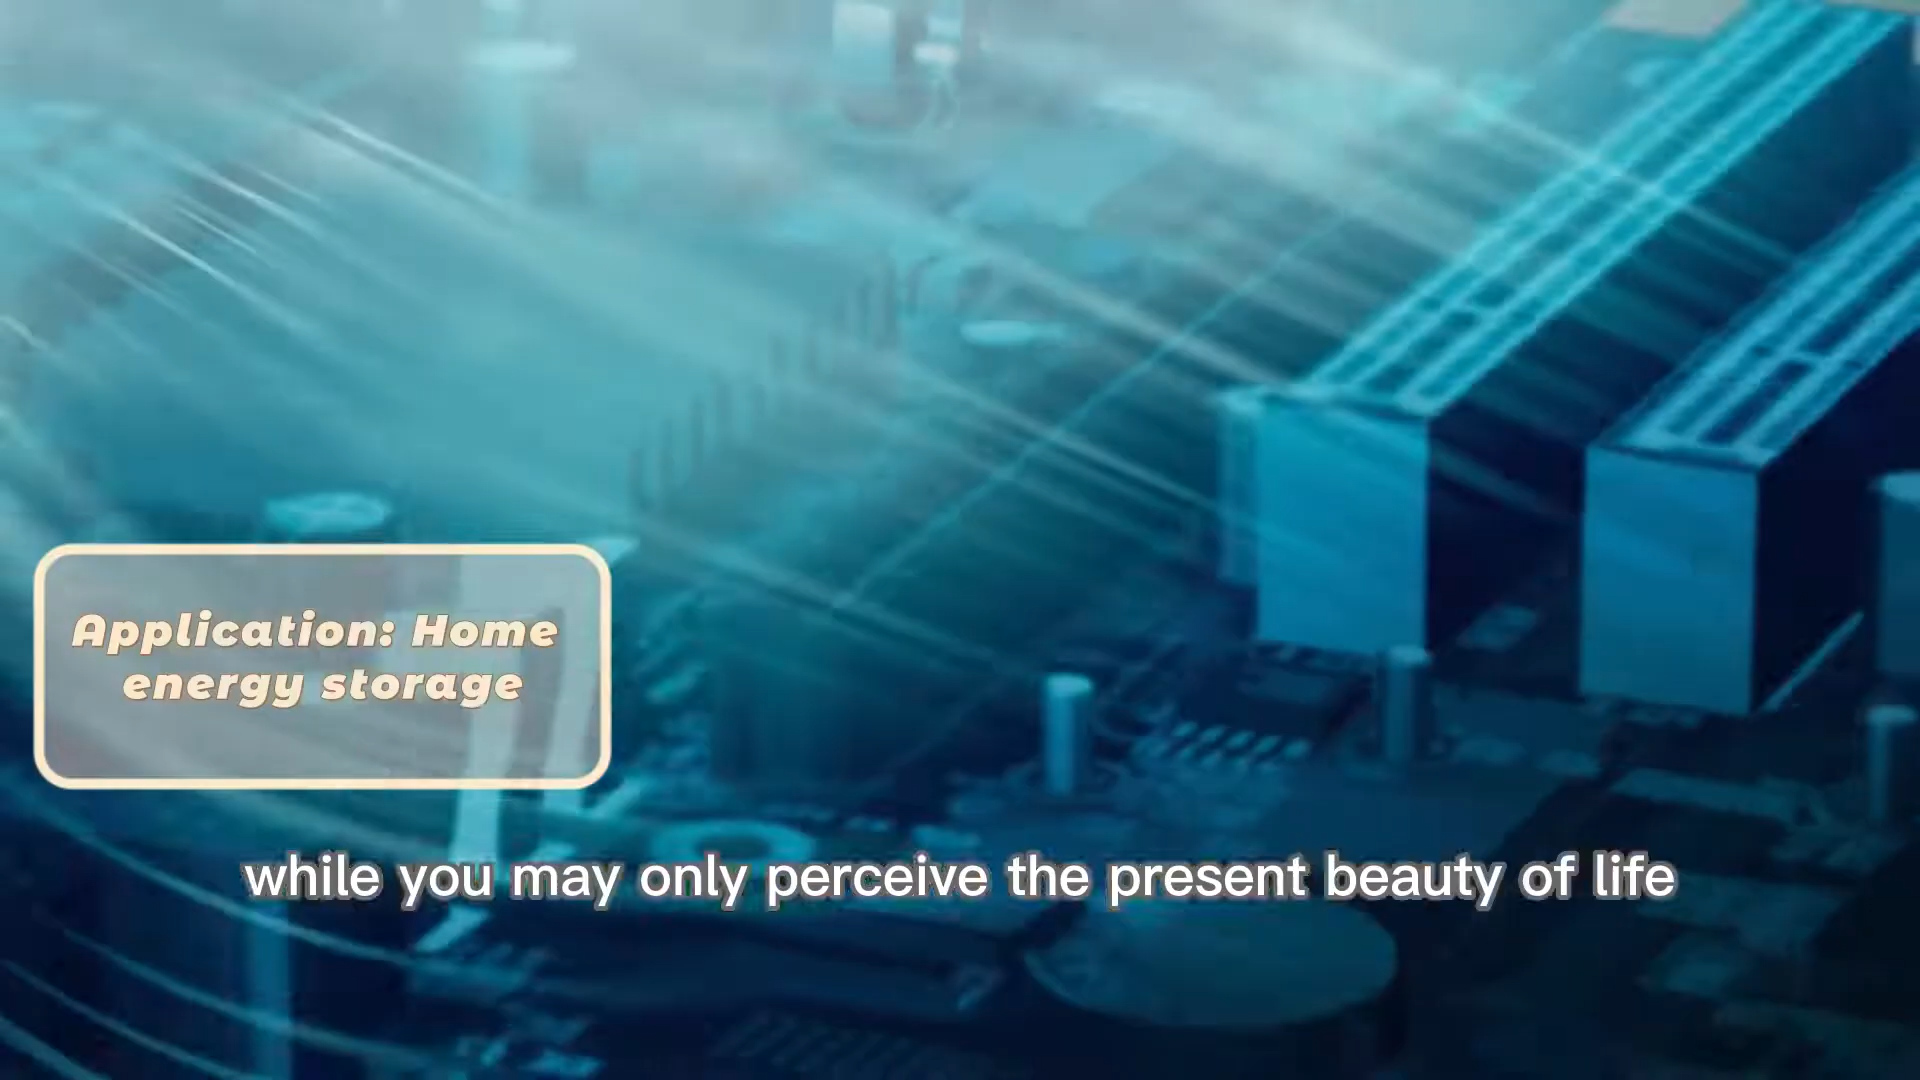 Application: Home
energy storage
while you may only perceive the present beauty of life